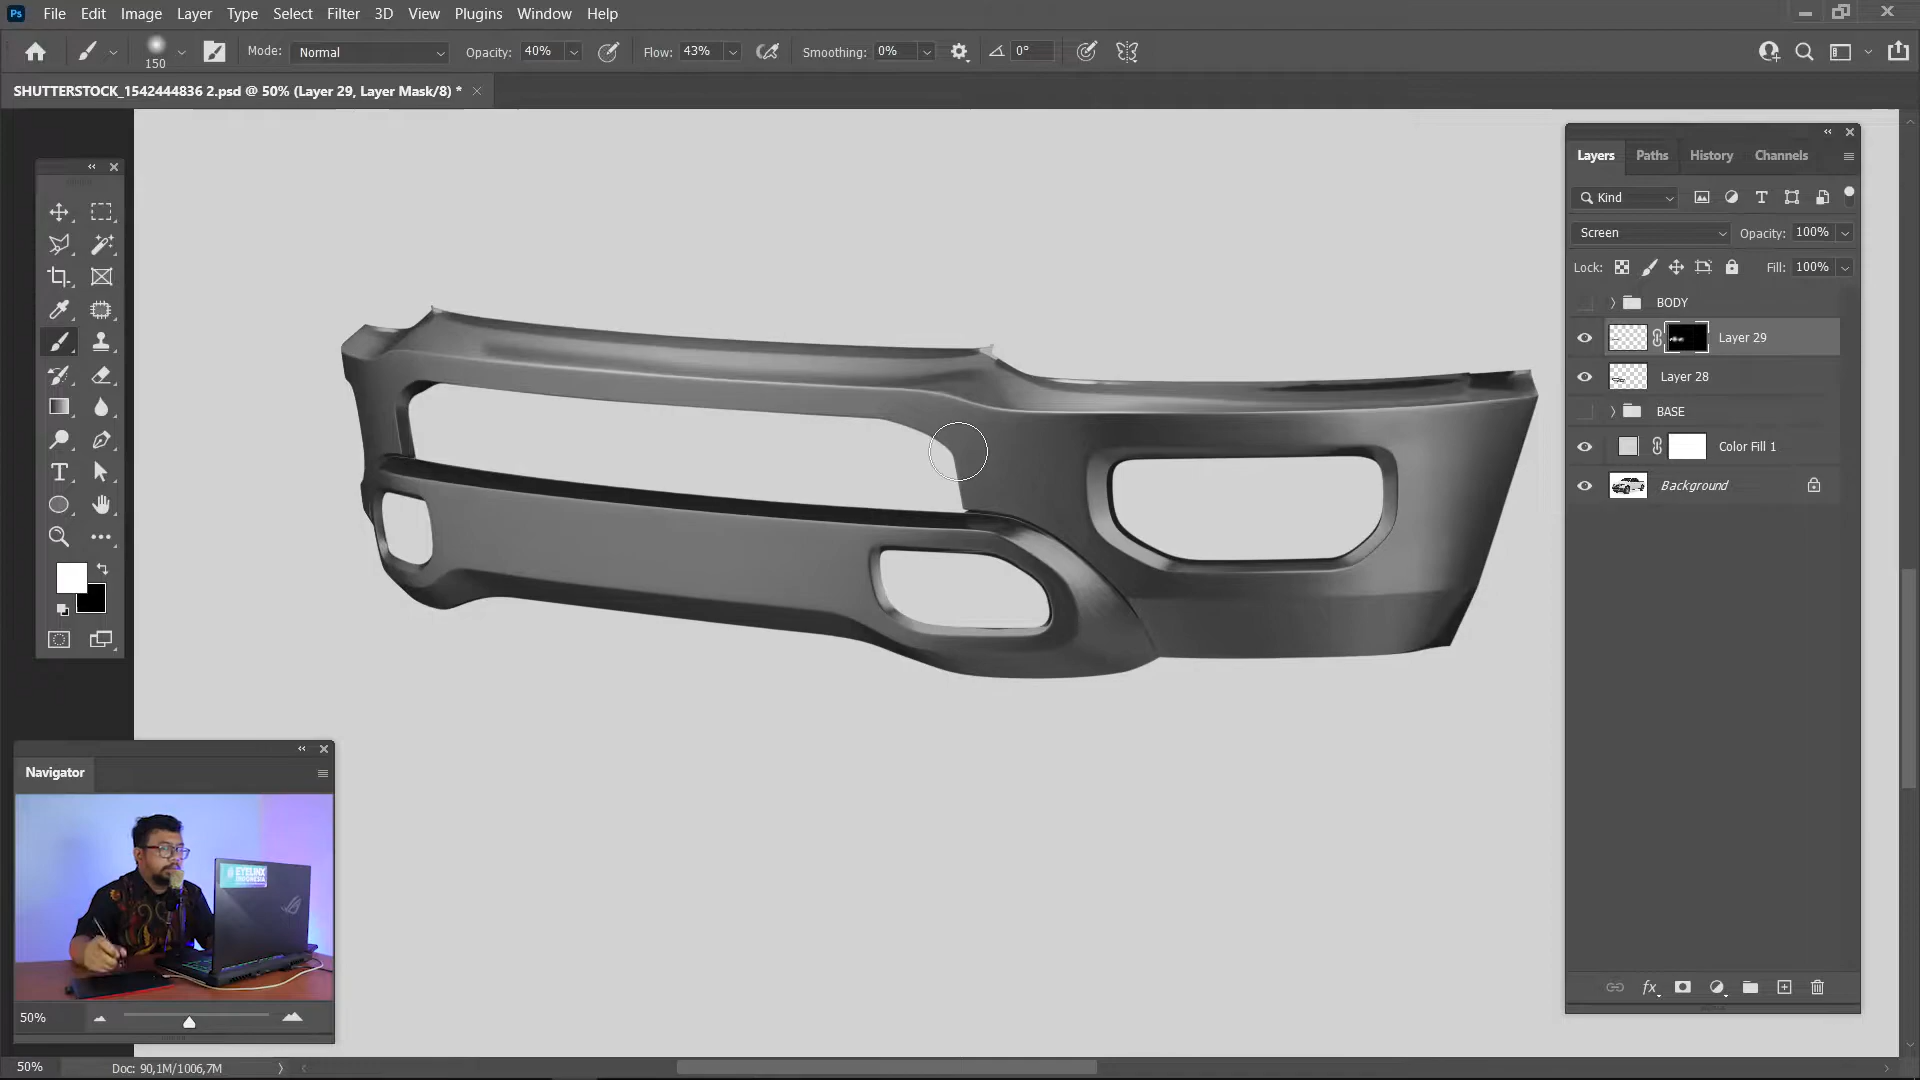 Ps File Edit Image Layer Type Select Filter 3D View Plugins Window Help
150 Mode: Normal Opacity: 40% Flow: 43% Smoothing: 0% 0°
SHUTTERSTOCK_1542444836 2.psd @ 50% (Layer 29, Layer Mask/8) *
Layers Paths History Channels
Kind
Screen Opacity: 100%
Lock: Fill: 100%
BODY
Layer 29
Layer 28
BASE
Color Fill 1
Background
Navigator
EYELINX
INDONESIA
50%
50% Doc: 90,1M/1006,7M